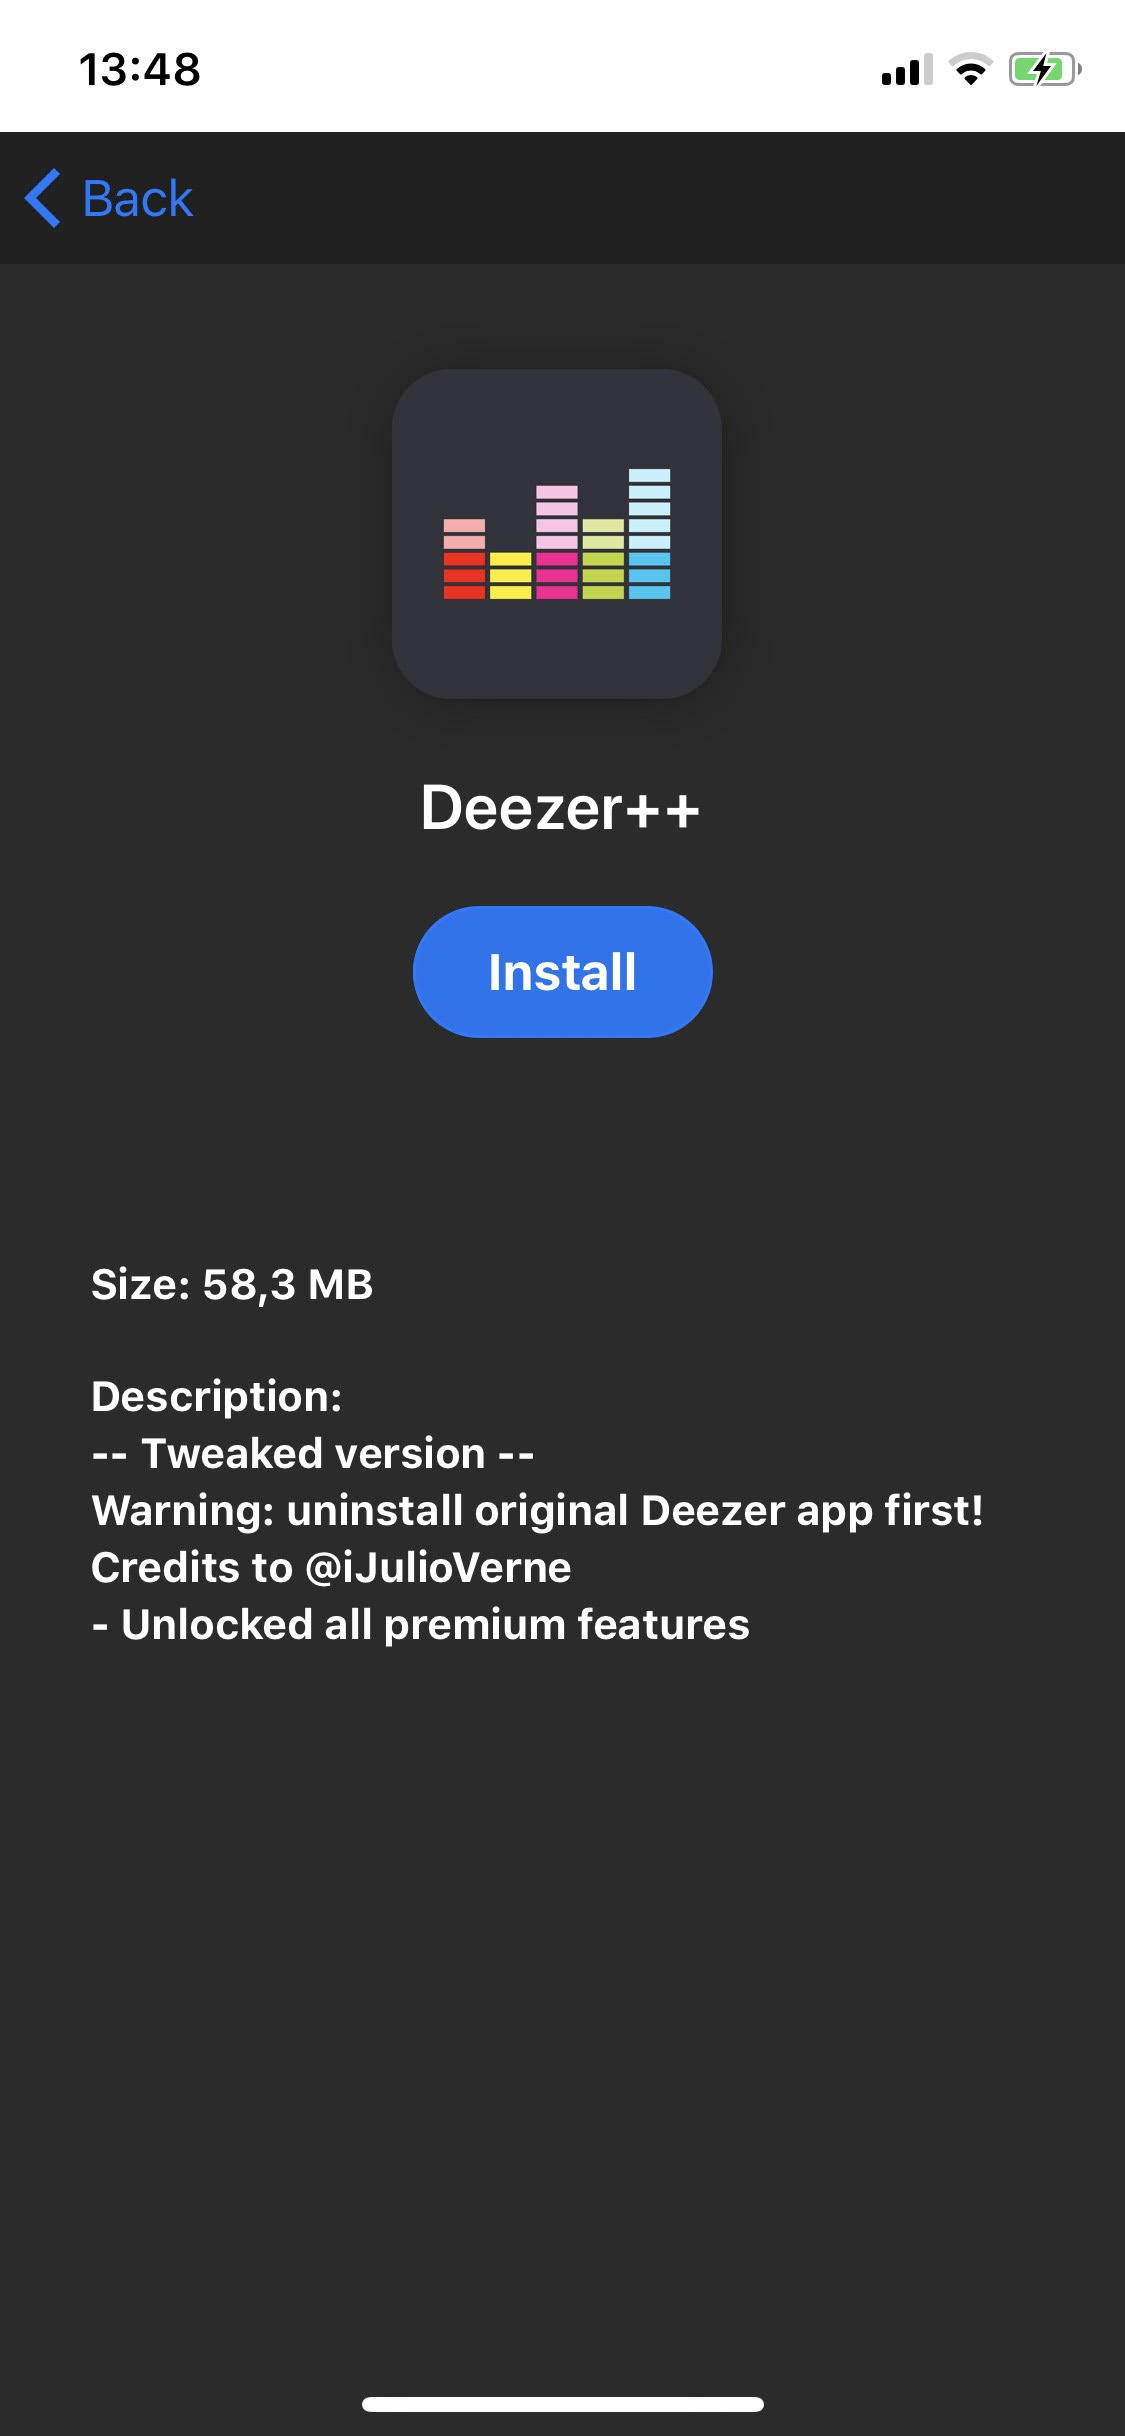 13:48
Back
Deezer++
Install
Size: 58,3 MB
Description:
-- Tweaked version --
Warning: uninstall original Deezer app first!
Credits to @iJulioVerne
- Unlocked all premium features